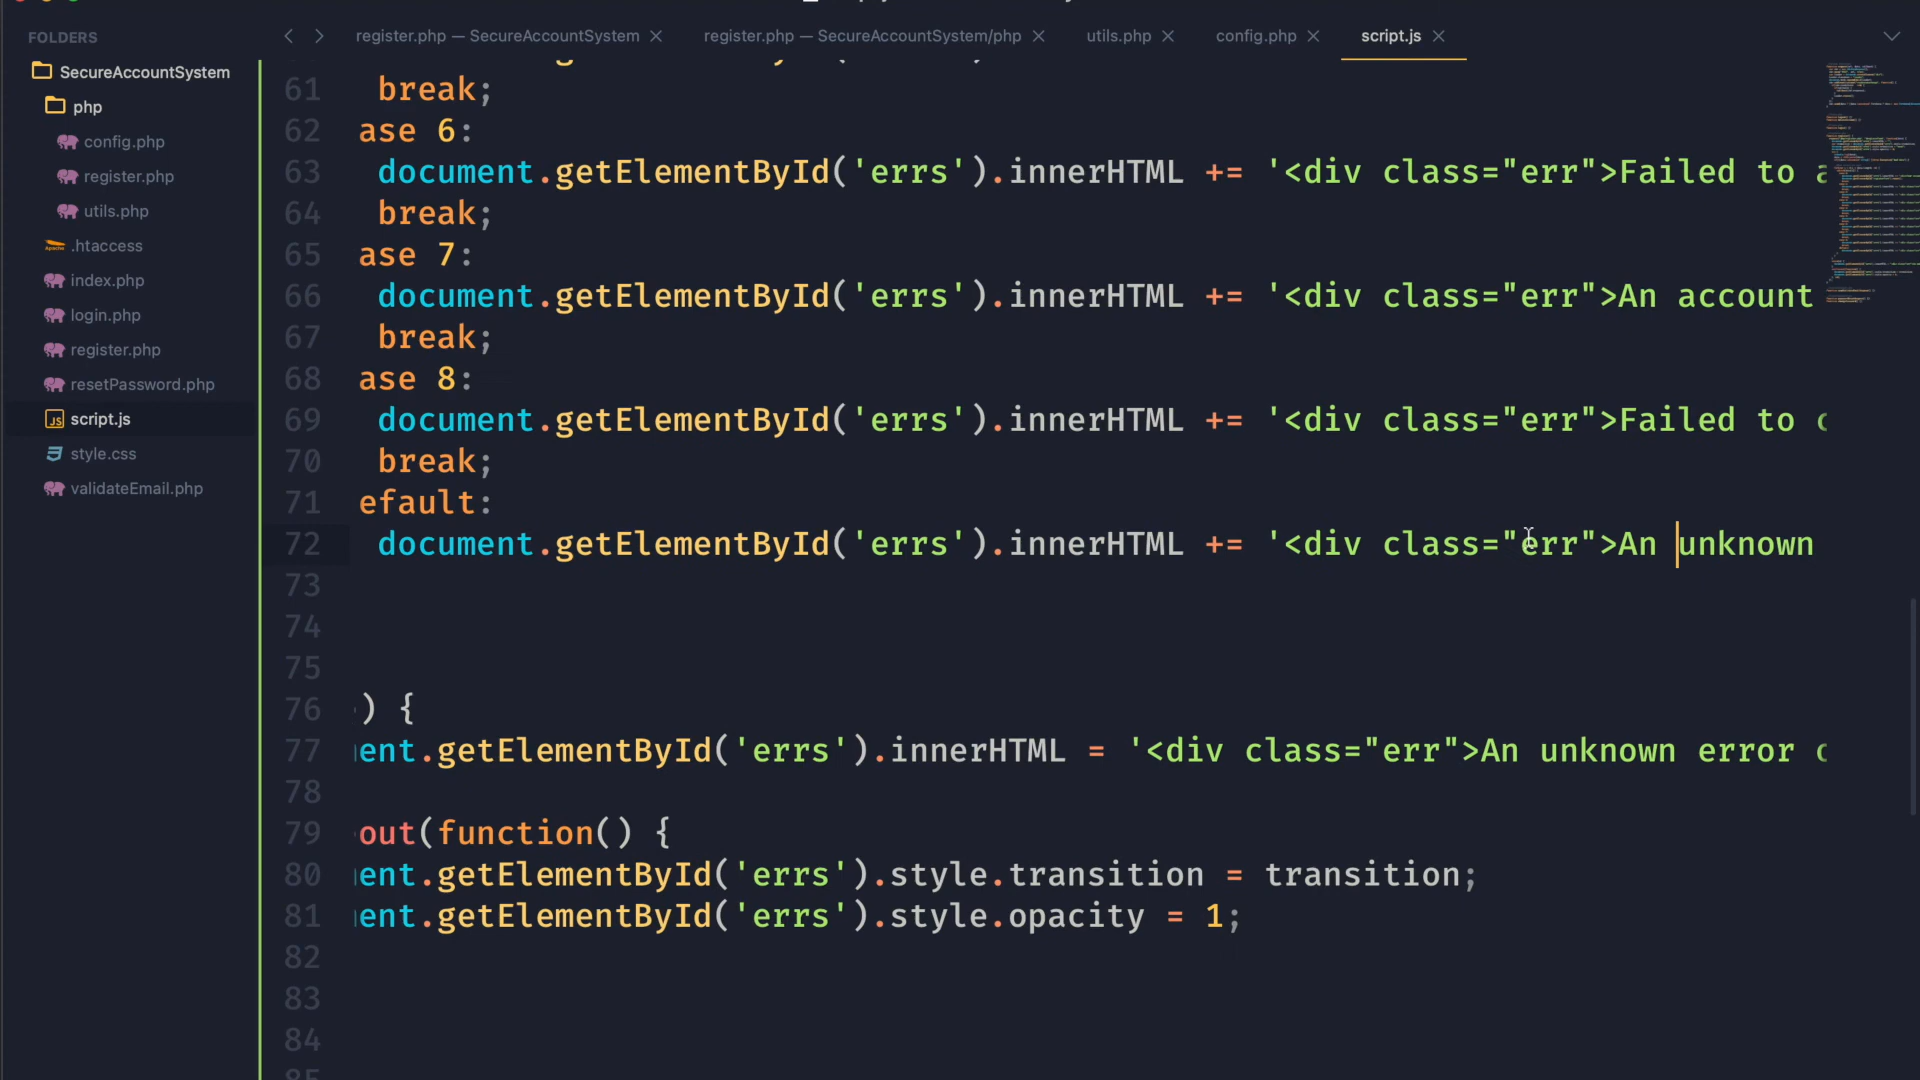 FOLDERS
SecureAccountSystem
php
config.php
register.php
utils.php
.htaccess
index.php
login.php
register.php
resetPassword.php
script.js
style.css
validateEmail.php
register.php — SecureAccountSystem
register.php — SecureAccountSystem/php
utils.php
config.php
script.js
61 break;
62 ase 6:
63 document.getElementById('errs').innerHTML += '<div class="err">Failed to a
64 break;
65 ase 7:
66 document.getElementById('errs').innerHTML += '<div class="err">An account
67 break;
68 ase 8:
69 document.getElementById('errs').innerHTML += '<div class="err">Failed to c
70 break;
71 efault:
72 document.getElementById('errs').innerHTML += '<div class="err">An unknown
73
74
75
76 ) {
77 ent.getElementById('errs').innerHTML = '<div class="err">An unknown error c
78
79 out(function() {
80 ent.getElementById('errs').style.transition = transition;
81 ent.getElementById('errs').style.opacity = 1;
82
83
84
85